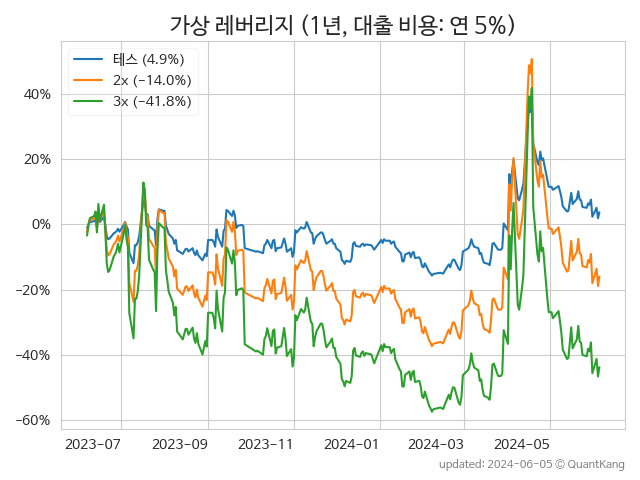 가상 레버리지 (1년, 대출 비용: 연 5%)
테스 (4.9%)
2x (−14.0%)
3x (−41.8%)
40%
20%
0%
−20%
−40%
−60%
2023-07 2023-09 2023-11 2024-01 2024-03 2024-05
updated: 2024-06-05 © QuantKang